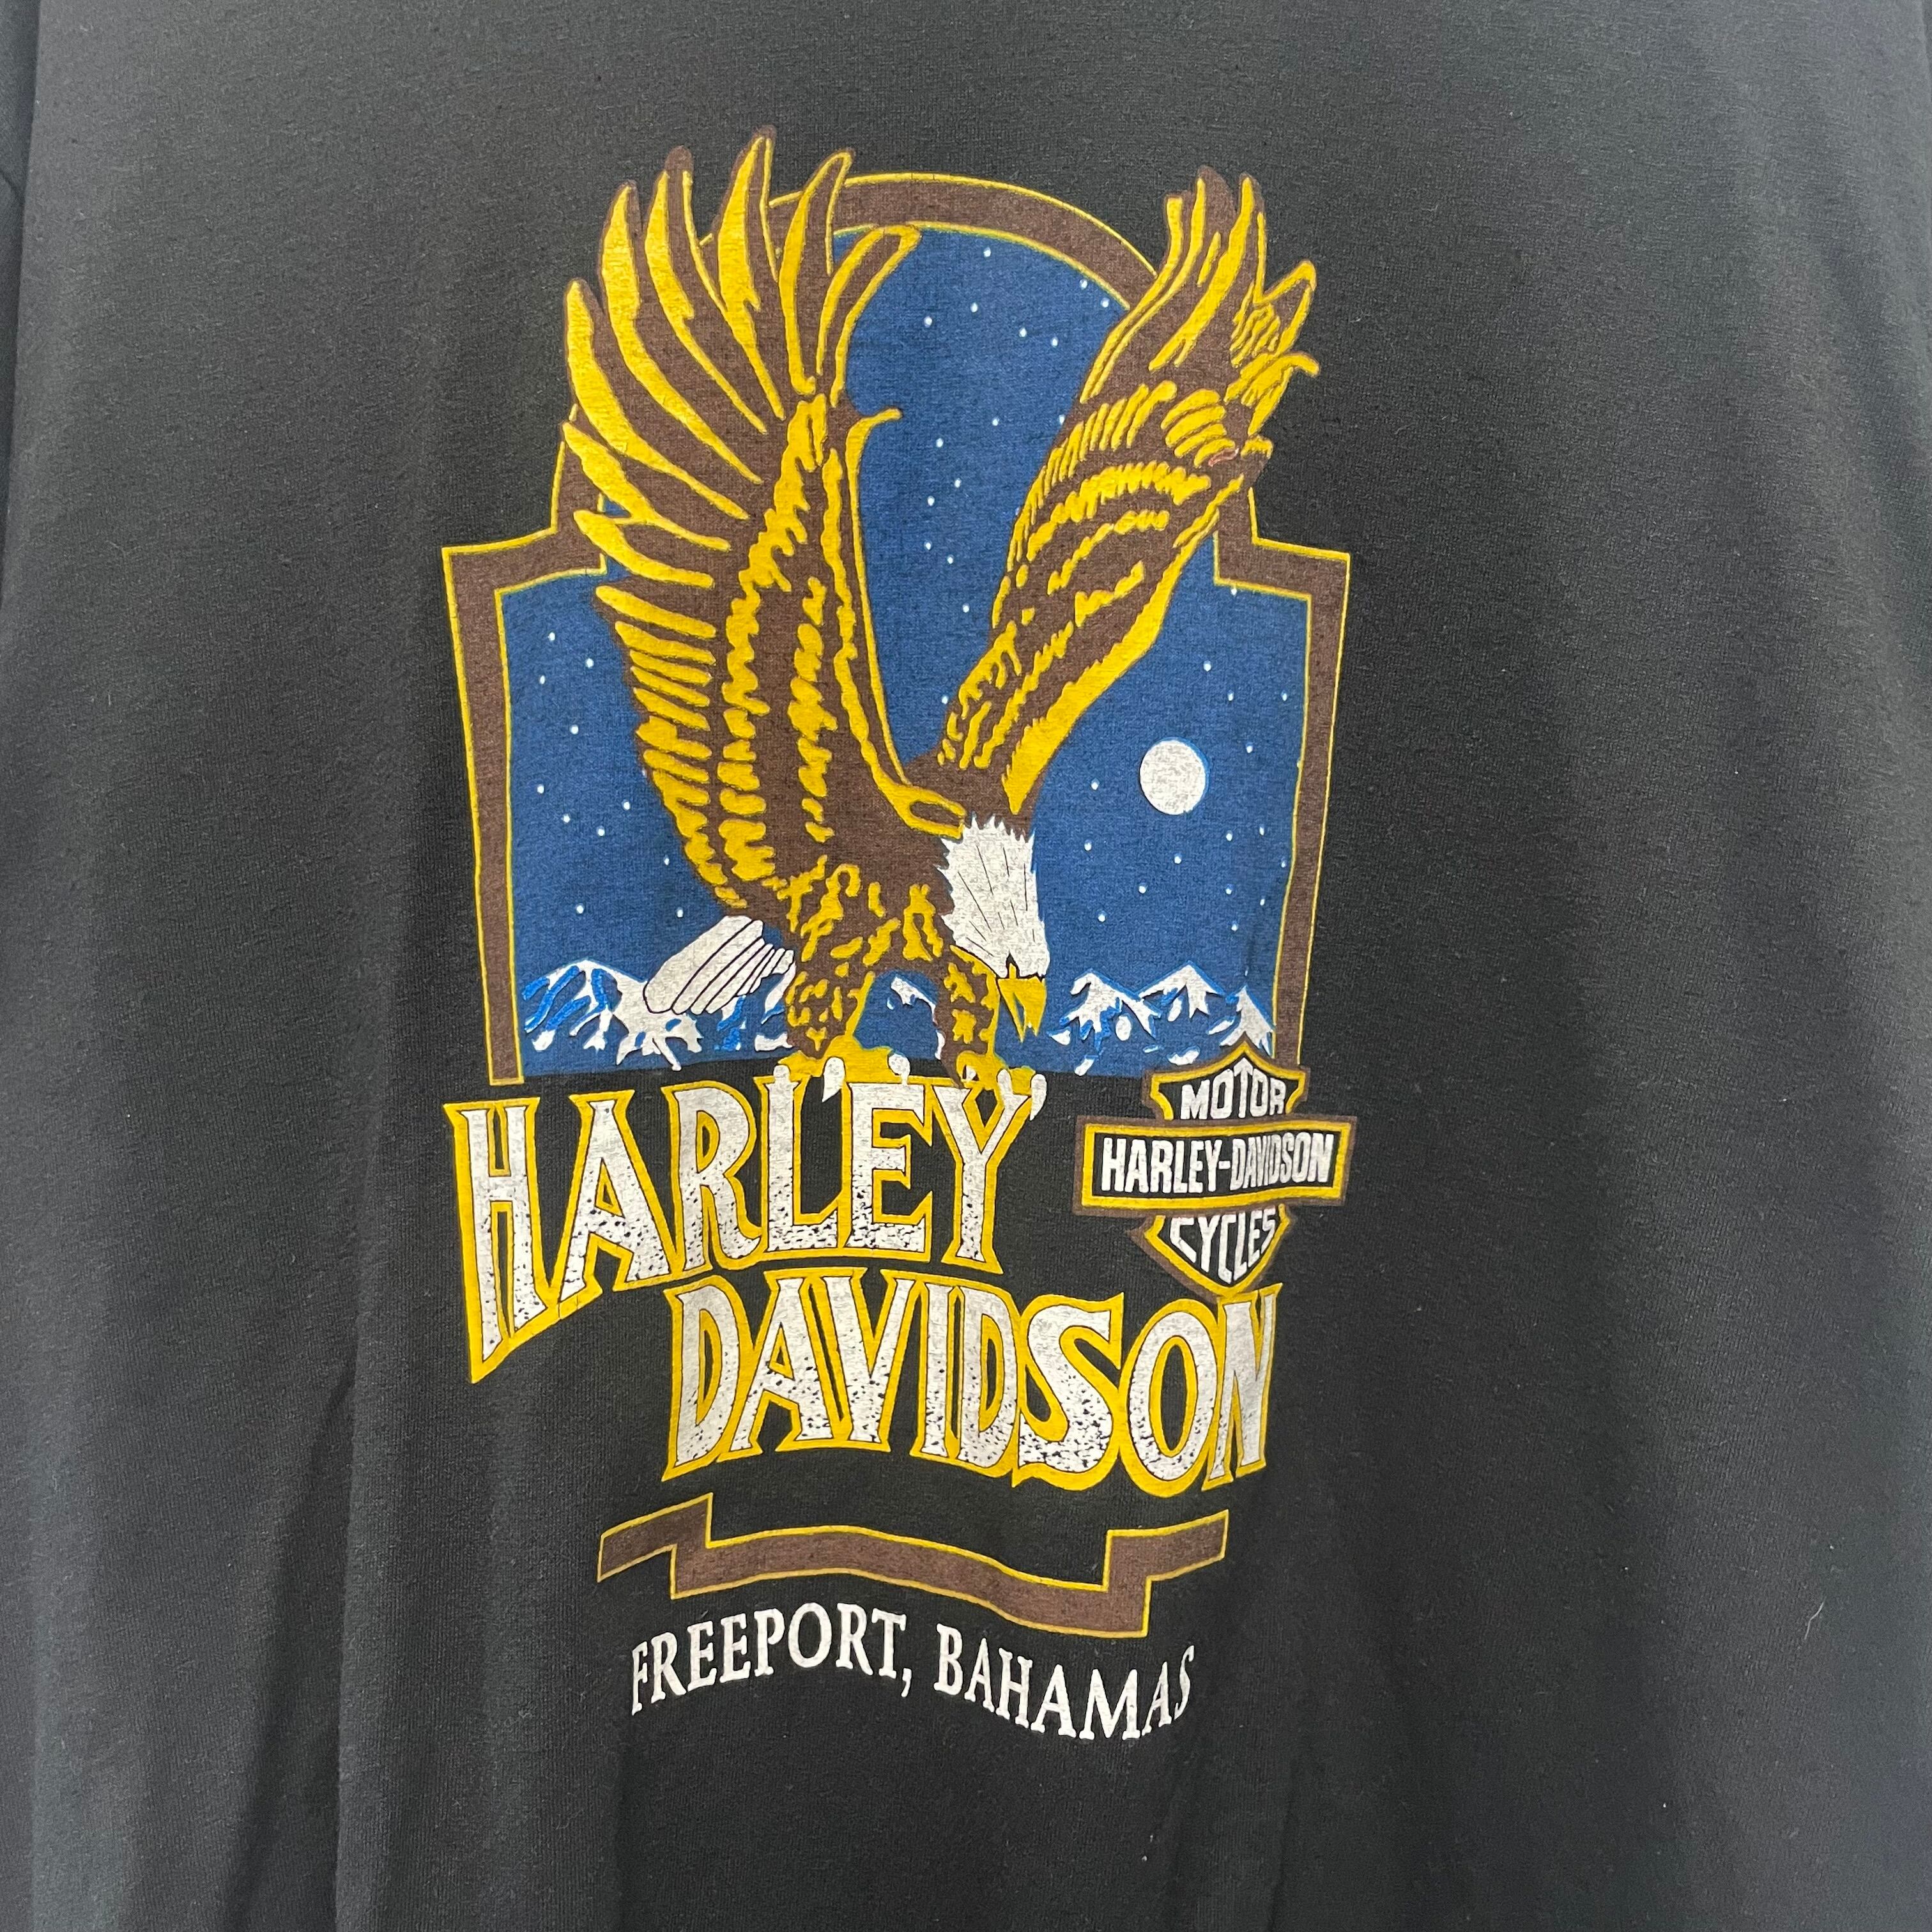 HARLEY
MOTOR
HARLEY-DAVIDSON
CYCLES
DAVIDSON
FREEPORT, BAHAMAS